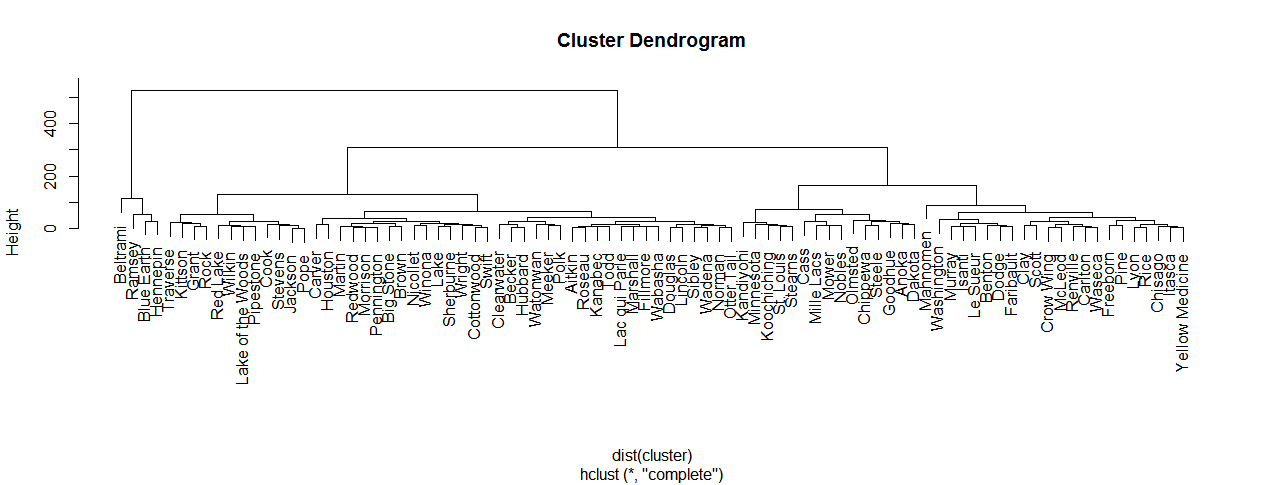 Cluster Dendrogram
Height
0
200
400
Beltrami
Ramsey
Blue Earth
Hennepin
Traverse
Kittson
Grant
Rock
Red Lake
Wilkin
Lake of the Woods
Pipestone
Cook
Stevens
Jackson
Pope
Carver
Houston
Martin
Redwood
Morrison
Pennington
Big Stone
Brown
Nicollet
Winona
Lake
Sherburne
Wright
Cottonwood
Swift
Clearwater
Becker
Hubbard
Watonwan
Meeker
Polk
Aitkin
Roseau
Kanabec
Todd
Lac qui Parle
Marshall
Fillmore
Wabasha
Douglas
Lincoln
Sibley
Wadena
Norman
Otter Tail
Kandiyohi
Minnesota
Koochiching
St. Louis
Stearns
Cass
Mille Lacs
Mower
Nobles
Olmsted
Chippewa
Steele
Goodhue
Anoka
Dakota
Mahnomen
Washington
Murray
Isanti
Le Sueur
Benton
Dodge
Faribault
Clay
Scott
Crow Wing
McLeod
Renville
Carlton
Waseca
Freeborn
Pine
Lyon
Rice
Chisago
Itasca
Yellow Medicine
dist(cluster)
hclust (*, "complete")